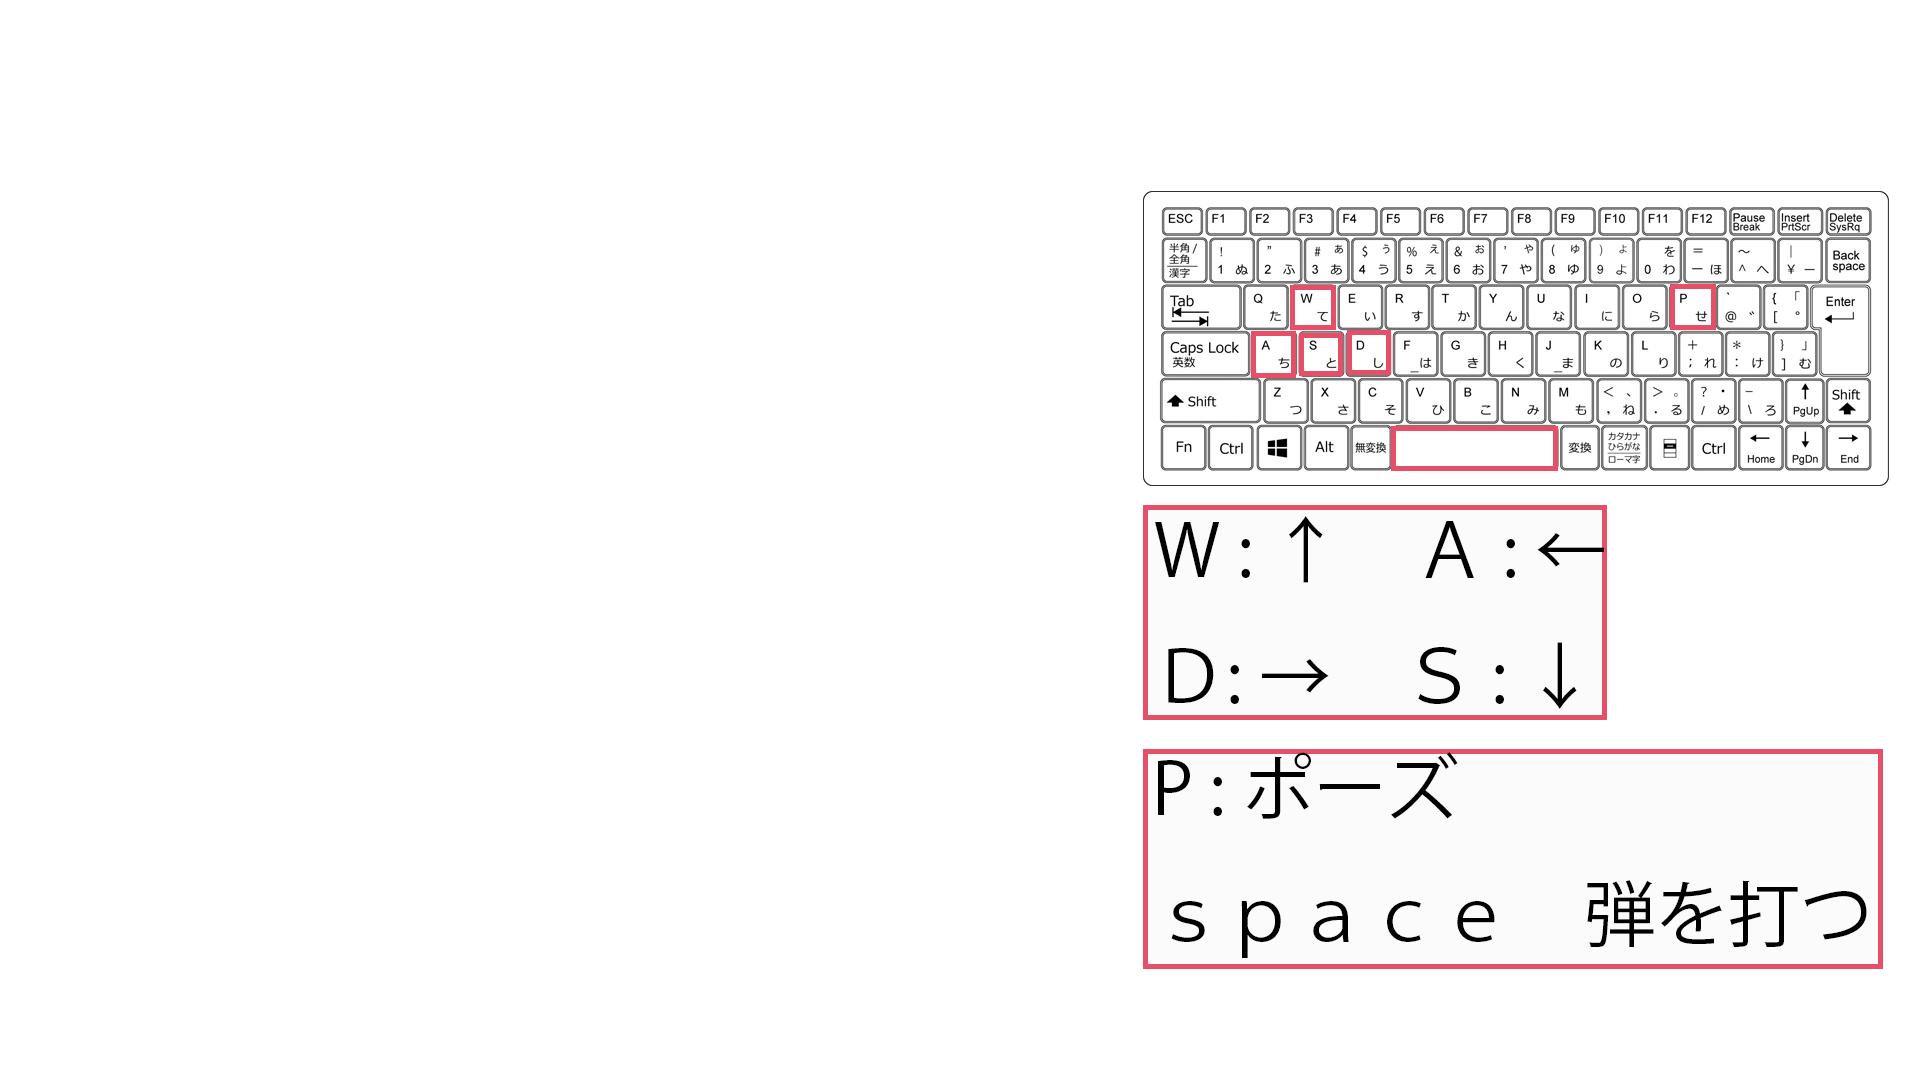 ESC F1 F2 F3 F4 F5 F6 F7 F8 F9 F10 F11 F12 Pause Break Insert PrtScr Delete SysRq
半角/全角 漢字 ! 1 ぬ " 2 ふ # あ 3 あ $ う 4 う % え 5 え & お 6 お ' や 7 や ( ゆ 8 ゆ ) よ 9 よ を 0 わ = ー ほ ～ ^ へ | ¥ ー Back space
Tab Q た W て E い R す T か Y ん U な I に O ら P せ ` @ ゛ { 「 [ ゜ Enter
Caps Lock 英数 A ち S と D し F は G き H く J ま K の L り + ; れ * : け } 」 ] む
Shift Z つ X さ C そ V ひ B こ N み M も < 、 , ね > 。 . る ? ・ / め _ \ ろ ↑ PgUp Shift
Fn Ctrl Alt 無変換 変換 カタカナ ひらがな ローマ字 Ctrl ← Home ↓ PgDn → End
W:↑ A:←
D:→ S:↓
P:ポーズ
space 弾を打つ